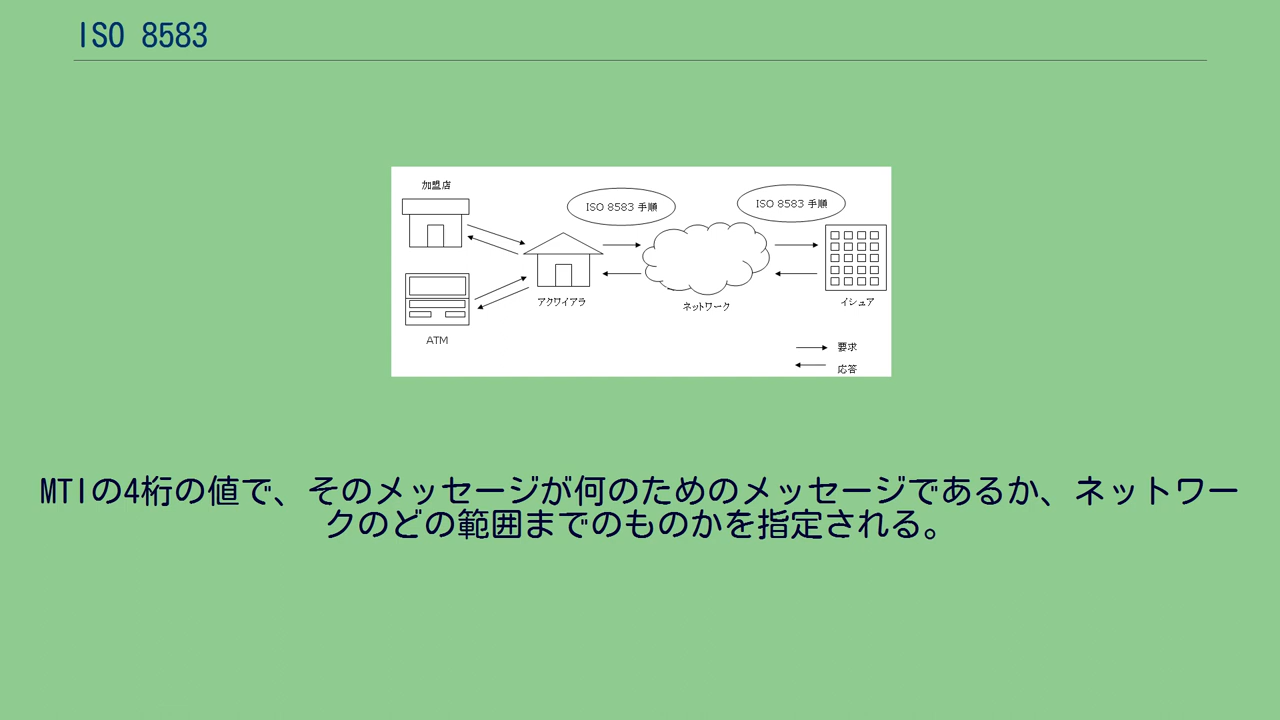 ISO 8583
加盟店
ISO 8583 手順
ISO 8583 手順
アクワイアラ
ネットワーク
イシュア
ATM
要求
応答
MTIの4桁の値で、そのメッセージが何のためのメッセージであるか、ネットワー
クのどの範囲までのものかを指定される。